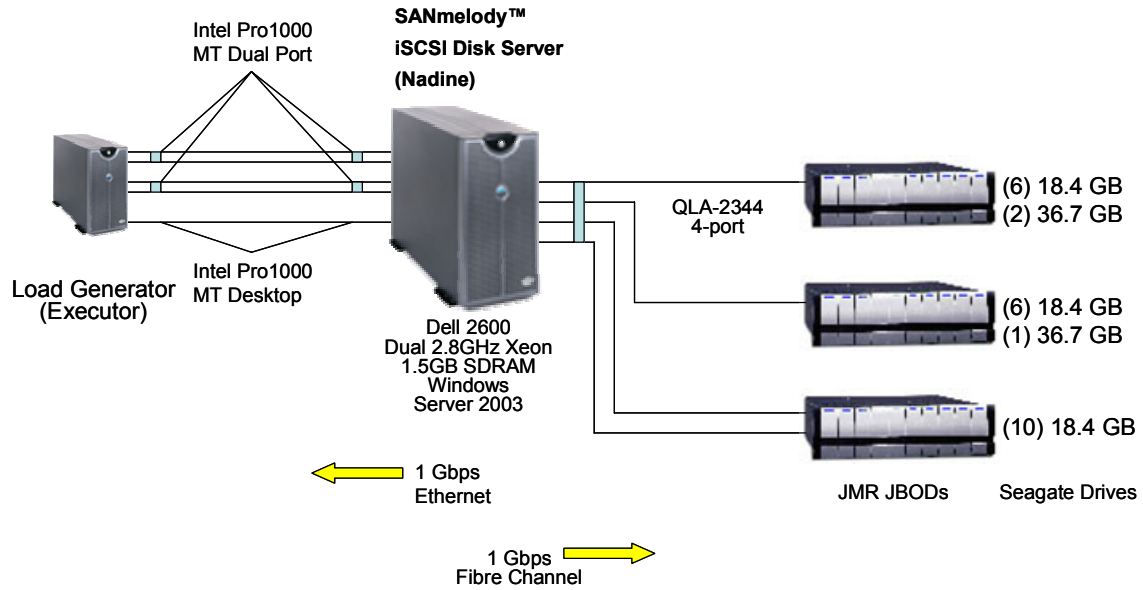 Intel Pro1000
MT Dual Port
SANmelody™
iSCSI Disk Server
(Nadine)
QLA-2344
4-port
(6) 18.4 GB
(2) 36.7 GB
Intel Pro1000
MT Desktop
Load Generator
(Executor)
Dell 2600
Dual 2.8GHz Xeon
1.5GB SDRAM
Windows
Server 2003
(6) 18.4 GB
(1) 36.7 GB
(10) 18.4 GB
1 Gbps
Ethernet
JMR JBODs
Seagate Drives
1 Gbps
Fibre Channel